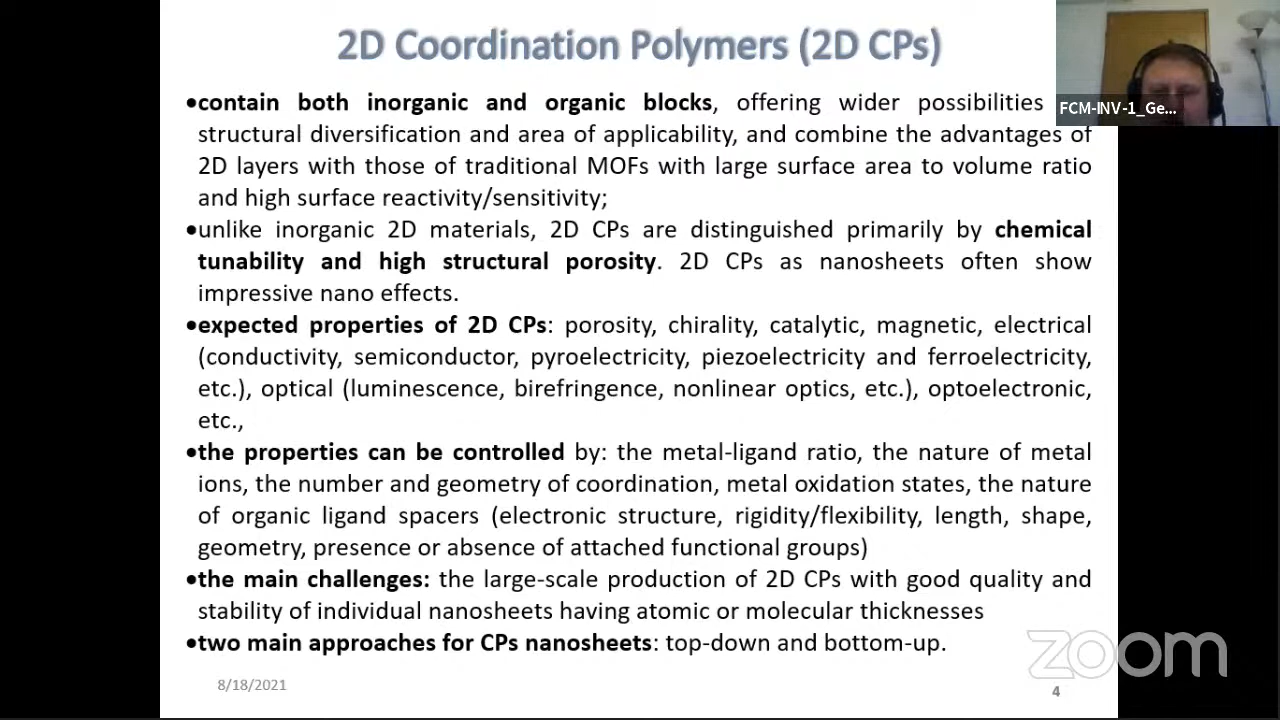 2D Coordination Polymers (2D CPs)
•contain both inorganic and organic blocks, offering wider possibilities
structural diversification and area of applicability, and combine the advantages of
2D layers with those of traditional MOFs with large surface area to volume ratio
and high surface reactivity/sensitivity;
•unlike inorganic 2D materials, 2D CPs are distinguished primarily by chemical
tunability and high structural porosity. 2D CPs as nanosheets often show
impressive nano effects.
•expected properties of 2D CPs: porosity, chirality, catalytic, magnetic, electrical
(conductivity, semiconductor, pyroelectricity, piezoelectricity and ferroelectricity,
etc.), optical (luminescence, birefringence, nonlinear optics, etc.), optoelectronic,
etc.,
•the properties can be controlled by: the metal-ligand ratio, the nature of metal
ions, the number and geometry of coordination, metal oxidation states, the nature
of organic ligand spacers (electronic structure, rigidity/flexibility, length, shape,
geometry, presence or absence of attached functional groups)
•the main challenges: the large-scale production of 2D CPs with good quality and
stability of individual nanosheets having atomic or molecular thicknesses
•two main approaches for CPs nanosheets: top-down and bottom-up.
8/18/2021
4
FCM-INV-1_Ge...
zoom